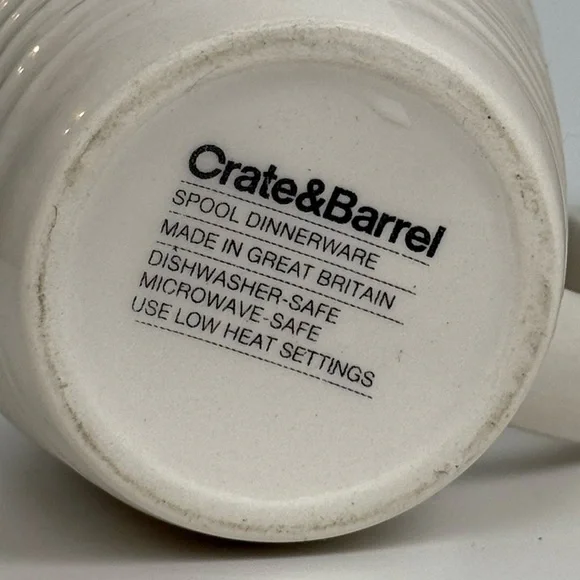 Crate&Barrel
SPOOL DINNERWARE
MADE IN GREAT BRITAIN
DISHWASHER-SAFE
MICROWAVE-SAFE
USE LOW HEAT SETTINGS